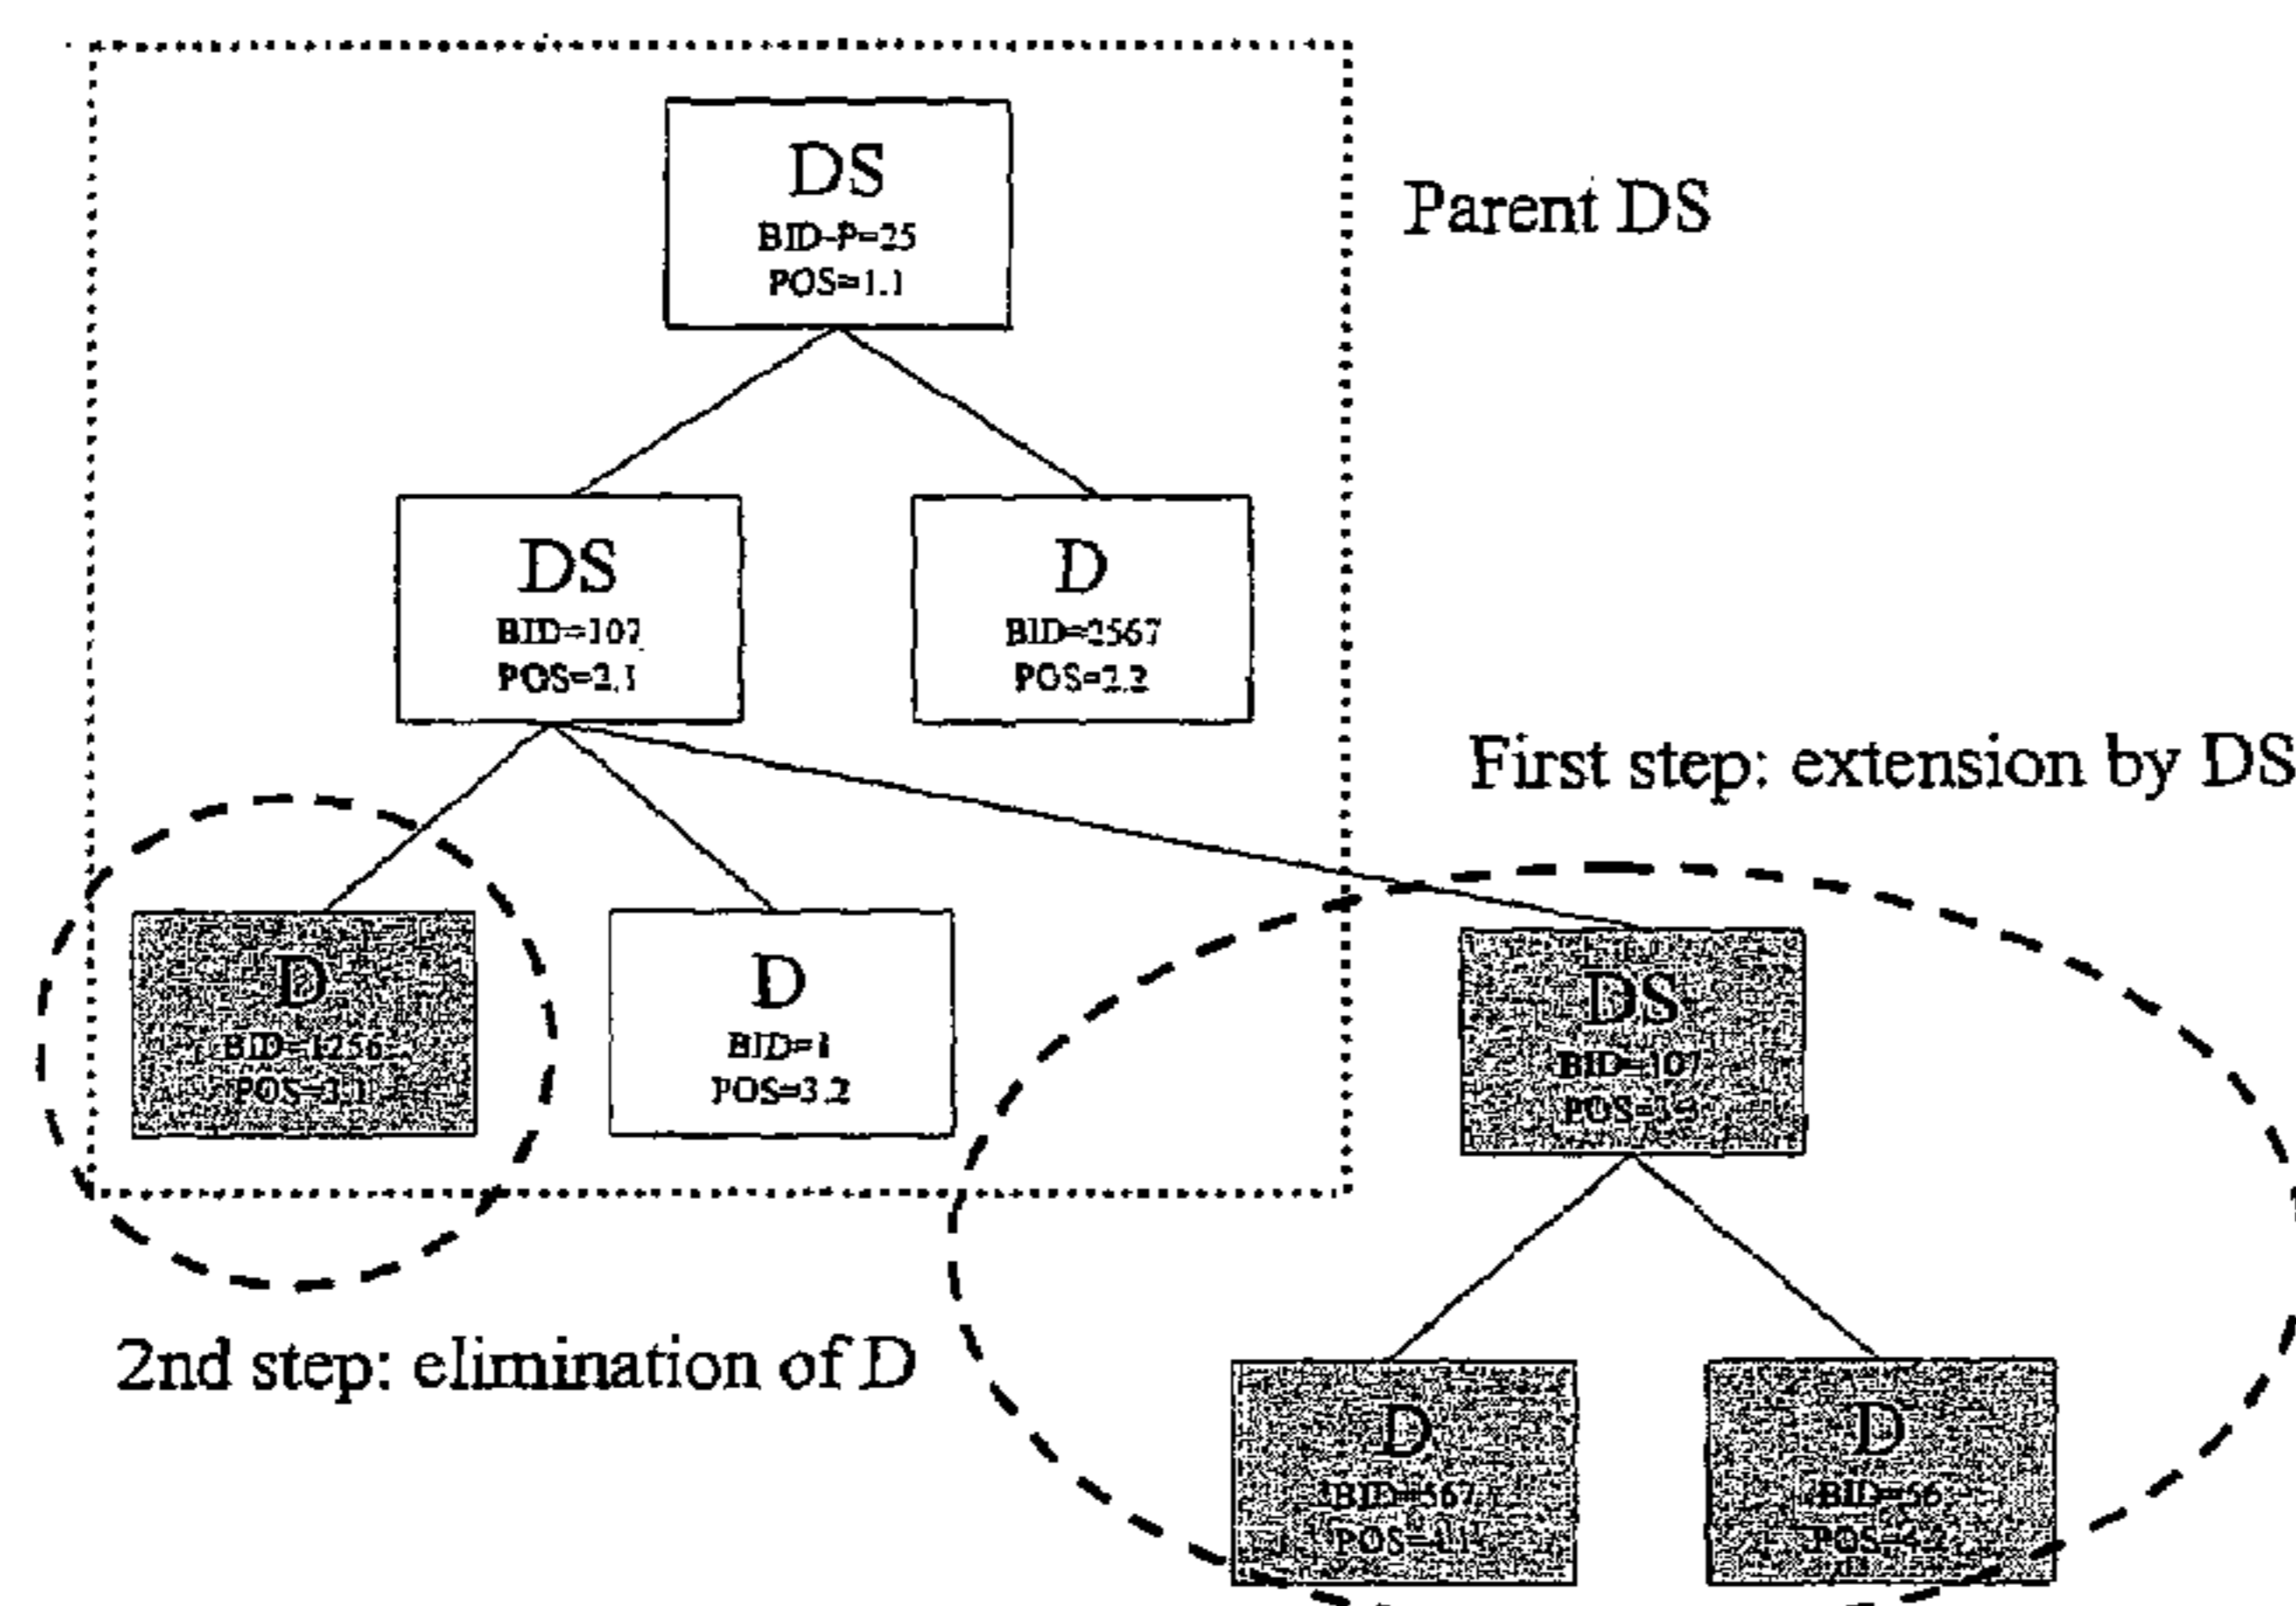 DS
BID-P=25
POS=1.1
Parent DS
DS
BID=107
POS=2.1
D
BID=2567
POS=2.2
First step: extension by DS
D
BID=1256
POS=3.1
D
BID=1
POS=3.2
DS
BID=107
2nd step: elimination of D
D
BID=567
D
BID=56